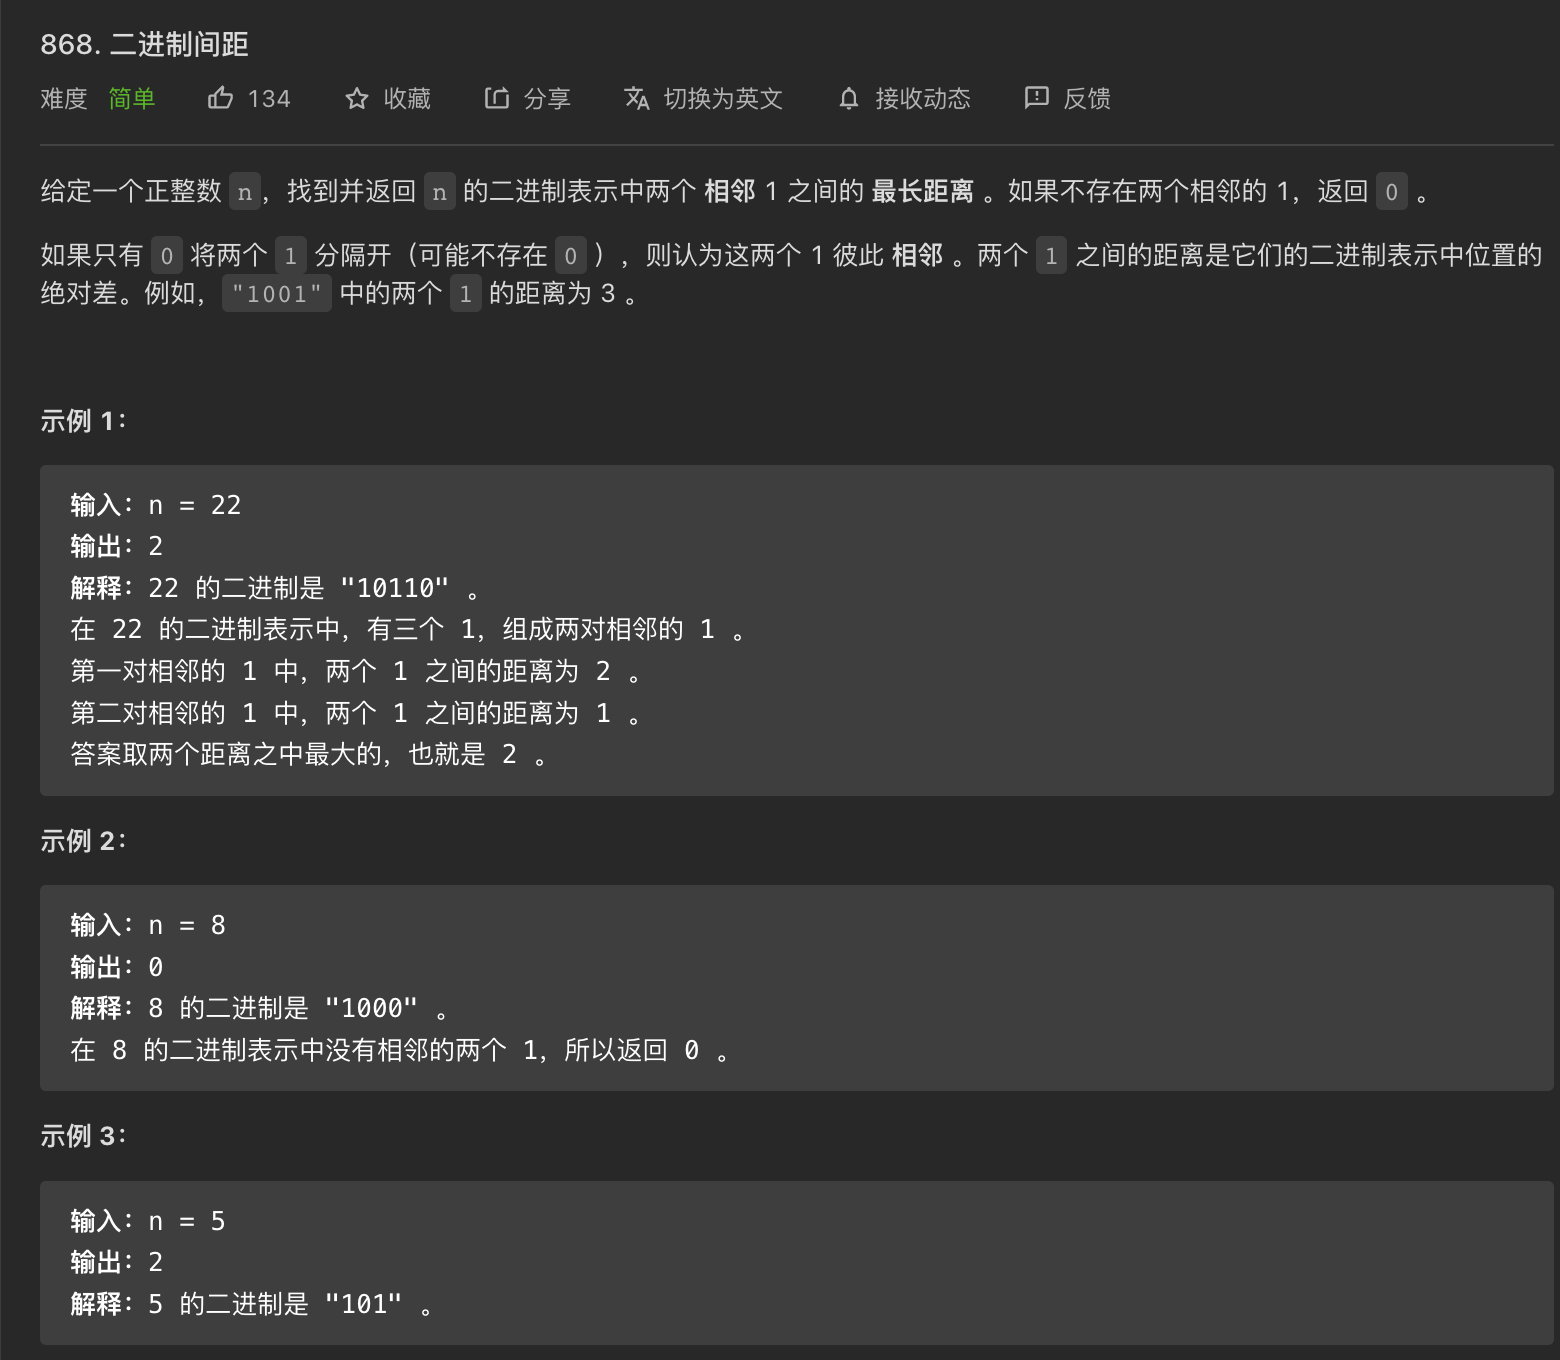 868. 二进制间距
难度 简单 134 收藏 分享 切换为英文 接收动态 反馈
给定一个正整数 n，找到并返回 n 的二进制表示中两个 相邻 1 之间的 最长距离 。如果不存在两个相邻的 1，返回 0 。
如果只有 0 将两个 1 分隔开（可能不存在 0 ），则认为这两个 1 彼此 相邻 。两个 1 之间的距离是它们的二进制表示中位置的
绝对差。例如，"1001" 中的两个 1 的距离为 3 。
示例 1：
输入：n = 22
输出：2
解释：22 的二进制是 "10110" 。
在 22 的二进制表示中，有三个 1，组成两对相邻的 1 。
第一对相邻的 1 中，两个 1 之间的距离为 2 。
第二对相邻的 1 中，两个 1 之间的距离为 1 。
答案取两个距离之中最大的，也就是 2 。
示例 2：
输入：n = 8
输出：0
解释：8 的二进制是 "1000" 。
在 8 的二进制表示中没有相邻的两个 1，所以返回 0 。
示例 3：
输入：n = 5
输出：2
解释：5 的二进制是 "101" 。